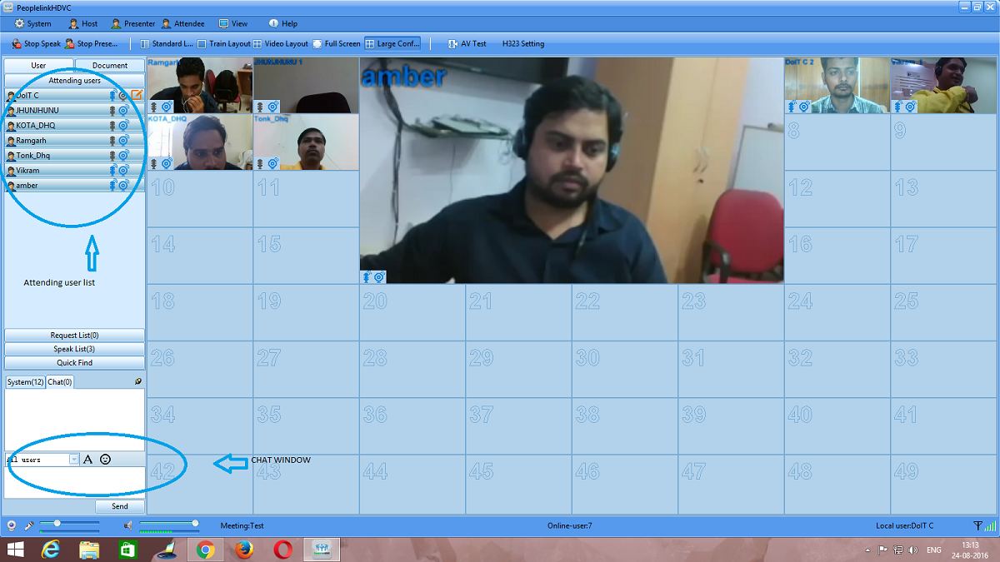 PeoplelinkHDVC
System Host Presenter Attendee View Help
Stop Speak Stop Prese... Standard L... Train Layout Video Layout Full Screen Large Conf... AV Test H323 Setting
User Document
Attending users
DoIT C
JHUNJHUNU
KOTA_DHQ
Ramgarh
Tonk_Dhq
Vikram
amber
Attending user list
Request List(0)
Speak List(3)
Quick Find
System(12) Chat(0)
All users A
Send
Ramgarh JHUNJHUNU 1 amber DoIT C 2 Vikram_1
KOTA_DHQ Tonk_Dhq 8 9
10 11 12 13
14 15 16 17
18 19 20 21 22 23 24 25
26 27 28 29 30 31 32 33
34 35 36 37 38 39 40 41
CHAT WINDOW
42 43 44 45 46 47 48 49
Meeting:Test Online-user:7 Local user:DoIT C
ENG 13:13
24-08-2016